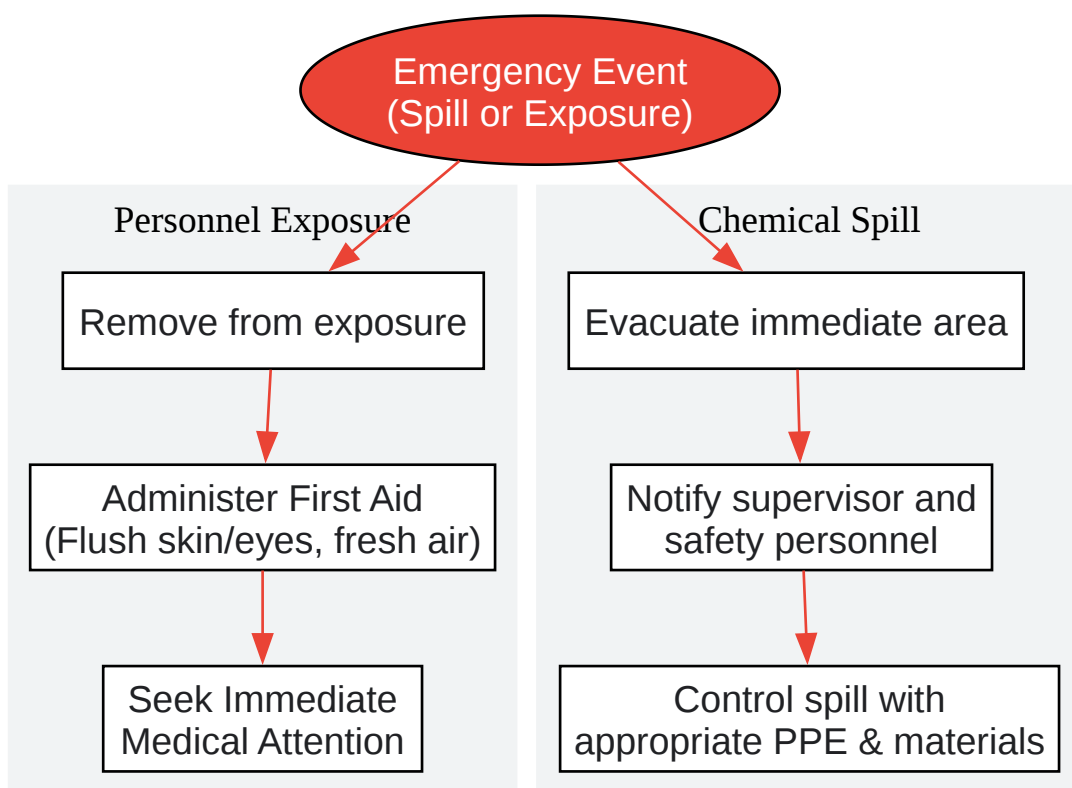 Emergency Event
(Spill or Exposure)
Personnel Exposure
Remove from exposure
Administer First Aid
(Flush skin/eyes, fresh air)
Seek Immediate
Medical Attention
Chemical Spill
Evacuate immediate area
Notify supervisor and
safety personnel
Control spill with
appropriate PPE & materials